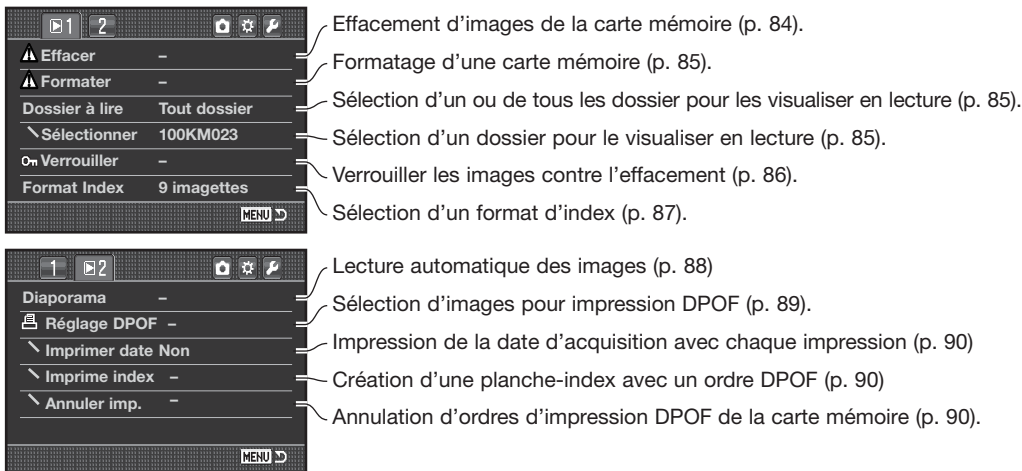 1 2
Effacer –
Formater –
Dossier à lire Tout dossier
Sélectionner 100KM023
Verrouiller –
Format Index 9 imagettes
MENU
Effacement d’images de la carte mémoire (p. 84).
Formatage d’une carte mémoire (p. 85).
Sélection d’un ou de tous les dossier pour les visualiser en lecture (p. 85).
Sélection d’un dossier pour le visualiser en lecture (p. 85).
Verrouiller les images contre l’effacement (p. 86).
Sélection d’un format d’index (p. 87).
1 2
Diaporama –
Réglage DPOF –
Imprimer date Non
Imprime index –
Annuler imp. –
MENU
Lecture automatique des images (p. 88)
Sélection d’images pour impression DPOF (p. 89).
Impression de la date d’acquisition avec chaque impression (p. 90)
Création d’une planche-index avec un ordre DPOF (p. 90)
Annulation d’ordres d’impression DPOF de la carte mémoire (p. 90).